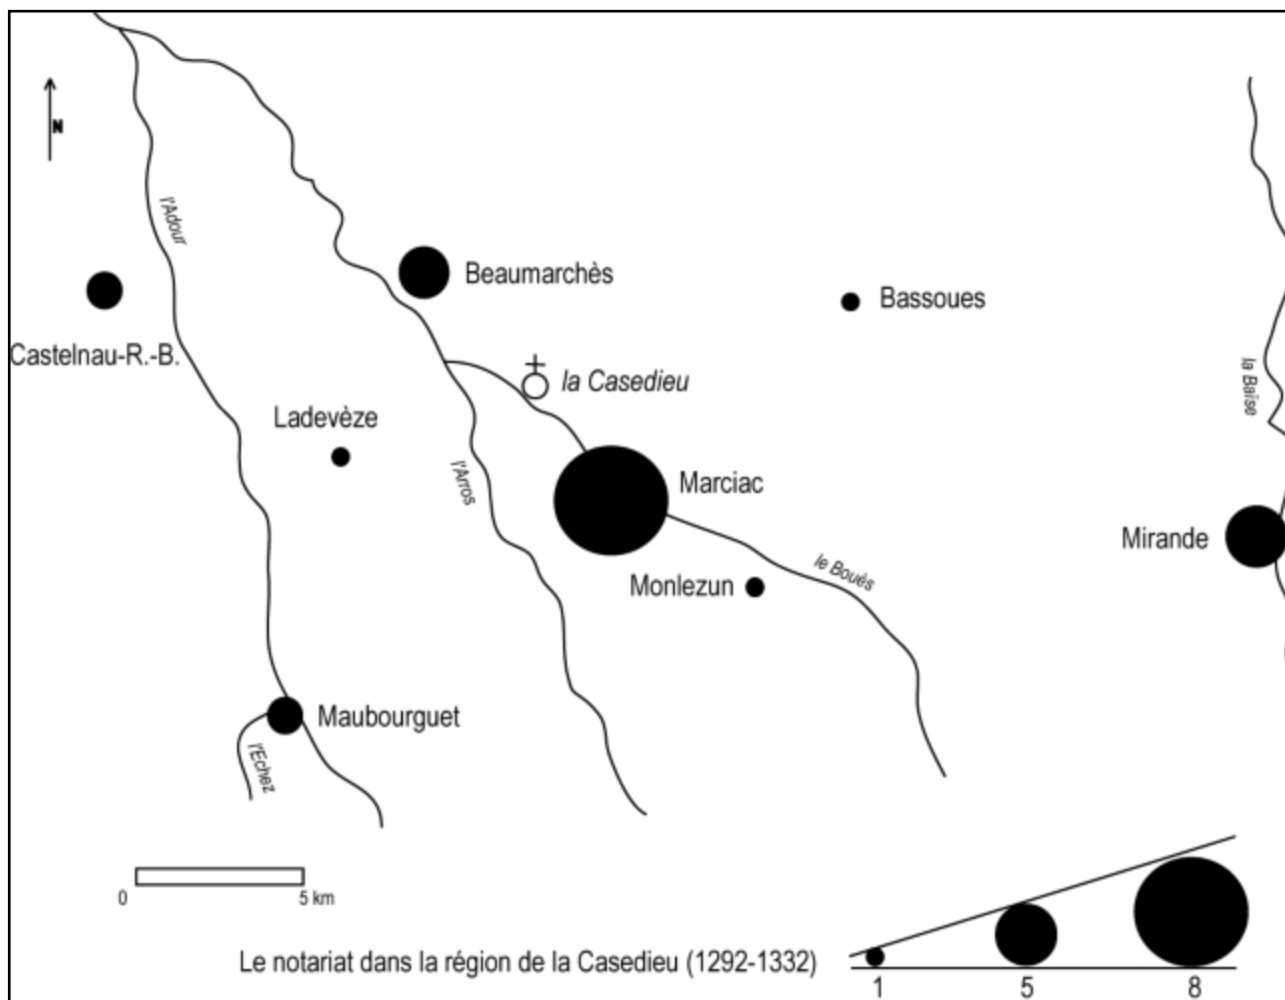 N
l'Adour
Beaumarchès
Bassoues
Castelnau-R.-B.
la Casedieu
la Baïse
Ladevèze
l'Arros
Marciac
Mirande
Monlezun
le Bouès
Maubourguet
l'Echez
0 5 km
Le notariat dans la région de la Casedieu (1292-1332)
1 5 8